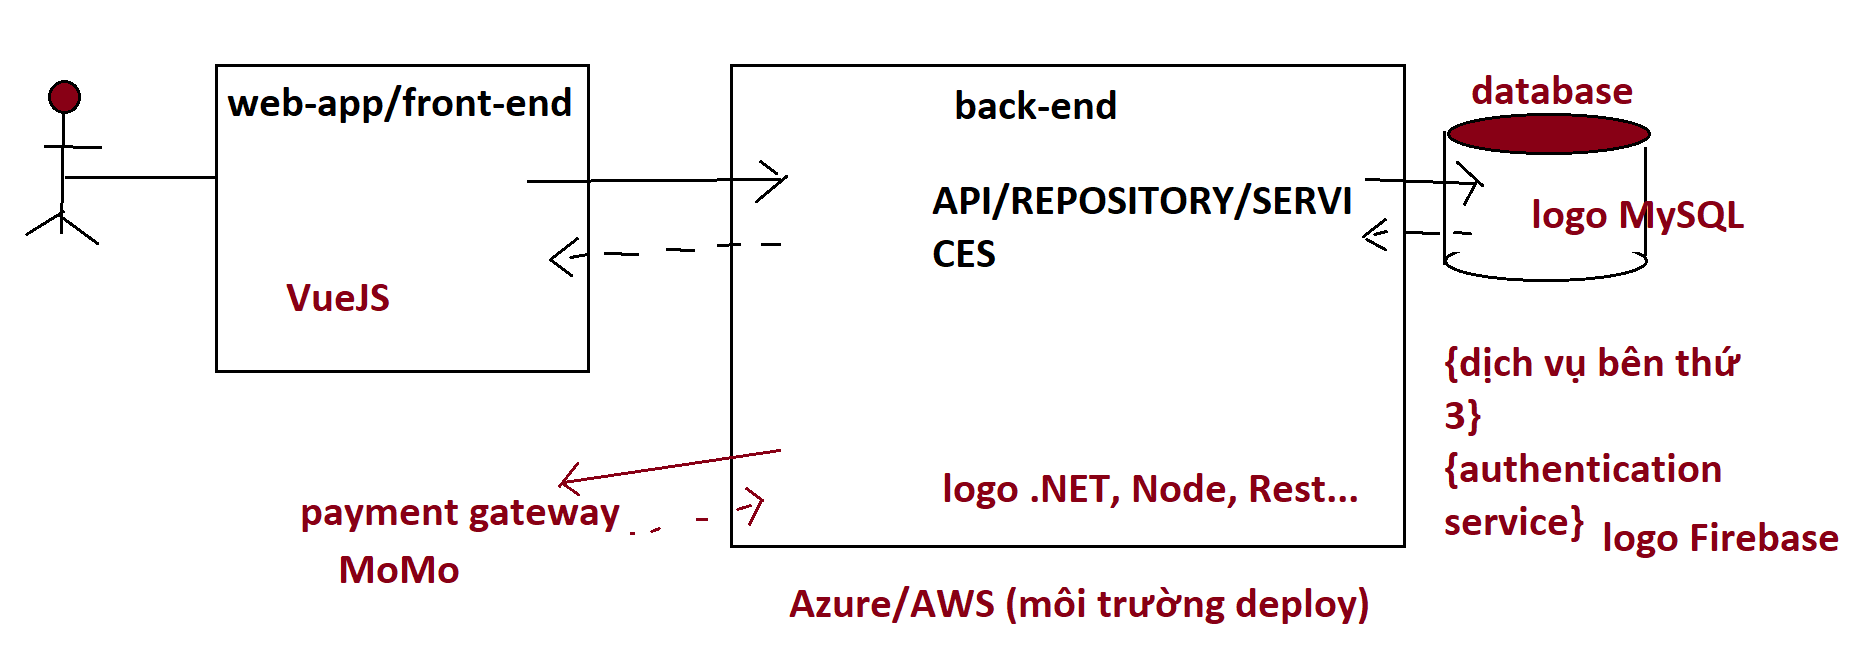 web-app/front-end
VueJS
back-end
API/REPOSITORY/SERVI
CES
logo .NET, Node, Rest...
database
logo MySQL
{dịch vụ bên thứ
3}
{authentication
service}
logo Firebase
payment gateway
MoMo
Azure/AWS (môi trường deploy)